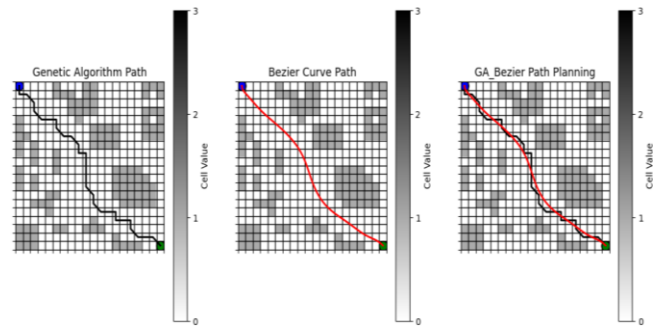 Genetic Algorithm Path
3
2
1
0
Cell Value
Bezier Curve Path
3
2
1
0
Cell Value
GA_Bezier Path Planning
3
2
1
0
Cell Value